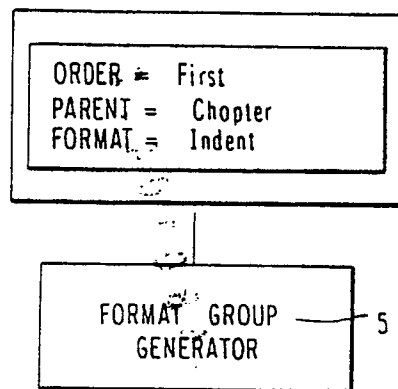 ORDER = First
PARENT = Chopter
FORMAT = Indent
FORMAT GROUP
GENERATOR
5